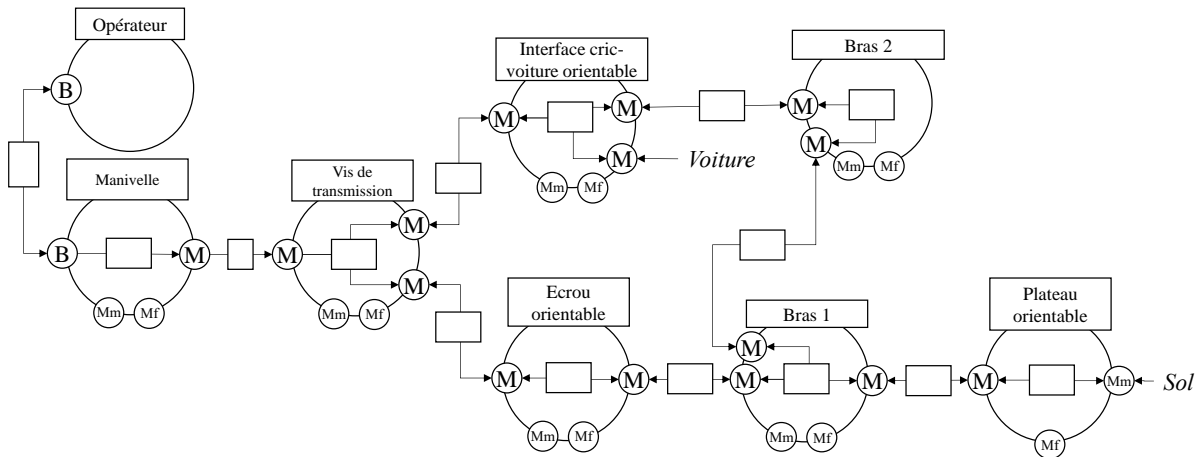 Opérateur
B
Interface cric-
voiture orientable
M
M
M
Voiture
Mm
Mf
Bras 2
M
M
Mm
Mf
Manivelle
B
M
Mm
Mf
Vis de
transmission
M
M
M
Mm
Mf
Ecrou
orientable
M
M
Mm
Mf
Bras 1
M
M
M
Mm
Mf
Plateau
orientable
M
Mm
Sol
Mf